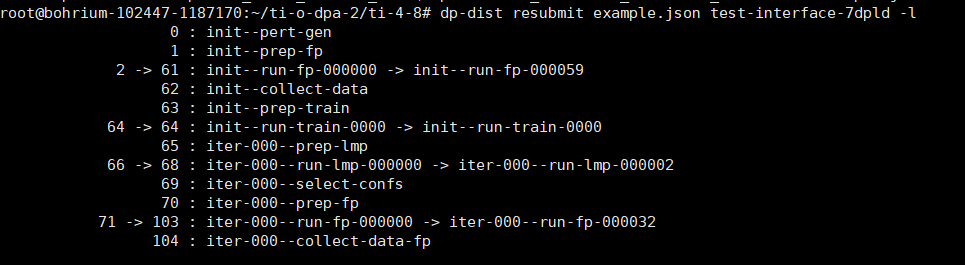 root@bohrium-102447-1187170:~/ti-o-dpa-2/ti-4-8# dp-dist resubmit example.json test-interface-7dpld -l
0 : init--pert-gen
1 : init--prep-fp
2 -> 61 : init--run-fp-000000 -> init--run-fp-000059
62 : init--collect-data
63 : init--prep-train
64 -> 64 : init--run-train-0000 -> init--run-train-0000
65 : iter-000--prep-lmp
66 -> 68 : iter-000--run-lmp-000000 -> iter-000--run-lmp-000002
69 : iter-000--select-confs
70 : iter-000--prep-fp
71 -> 103 : iter-000--run-fp-000000 -> iter-000--run-fp-000032
104 : iter-000--collect-data-fp